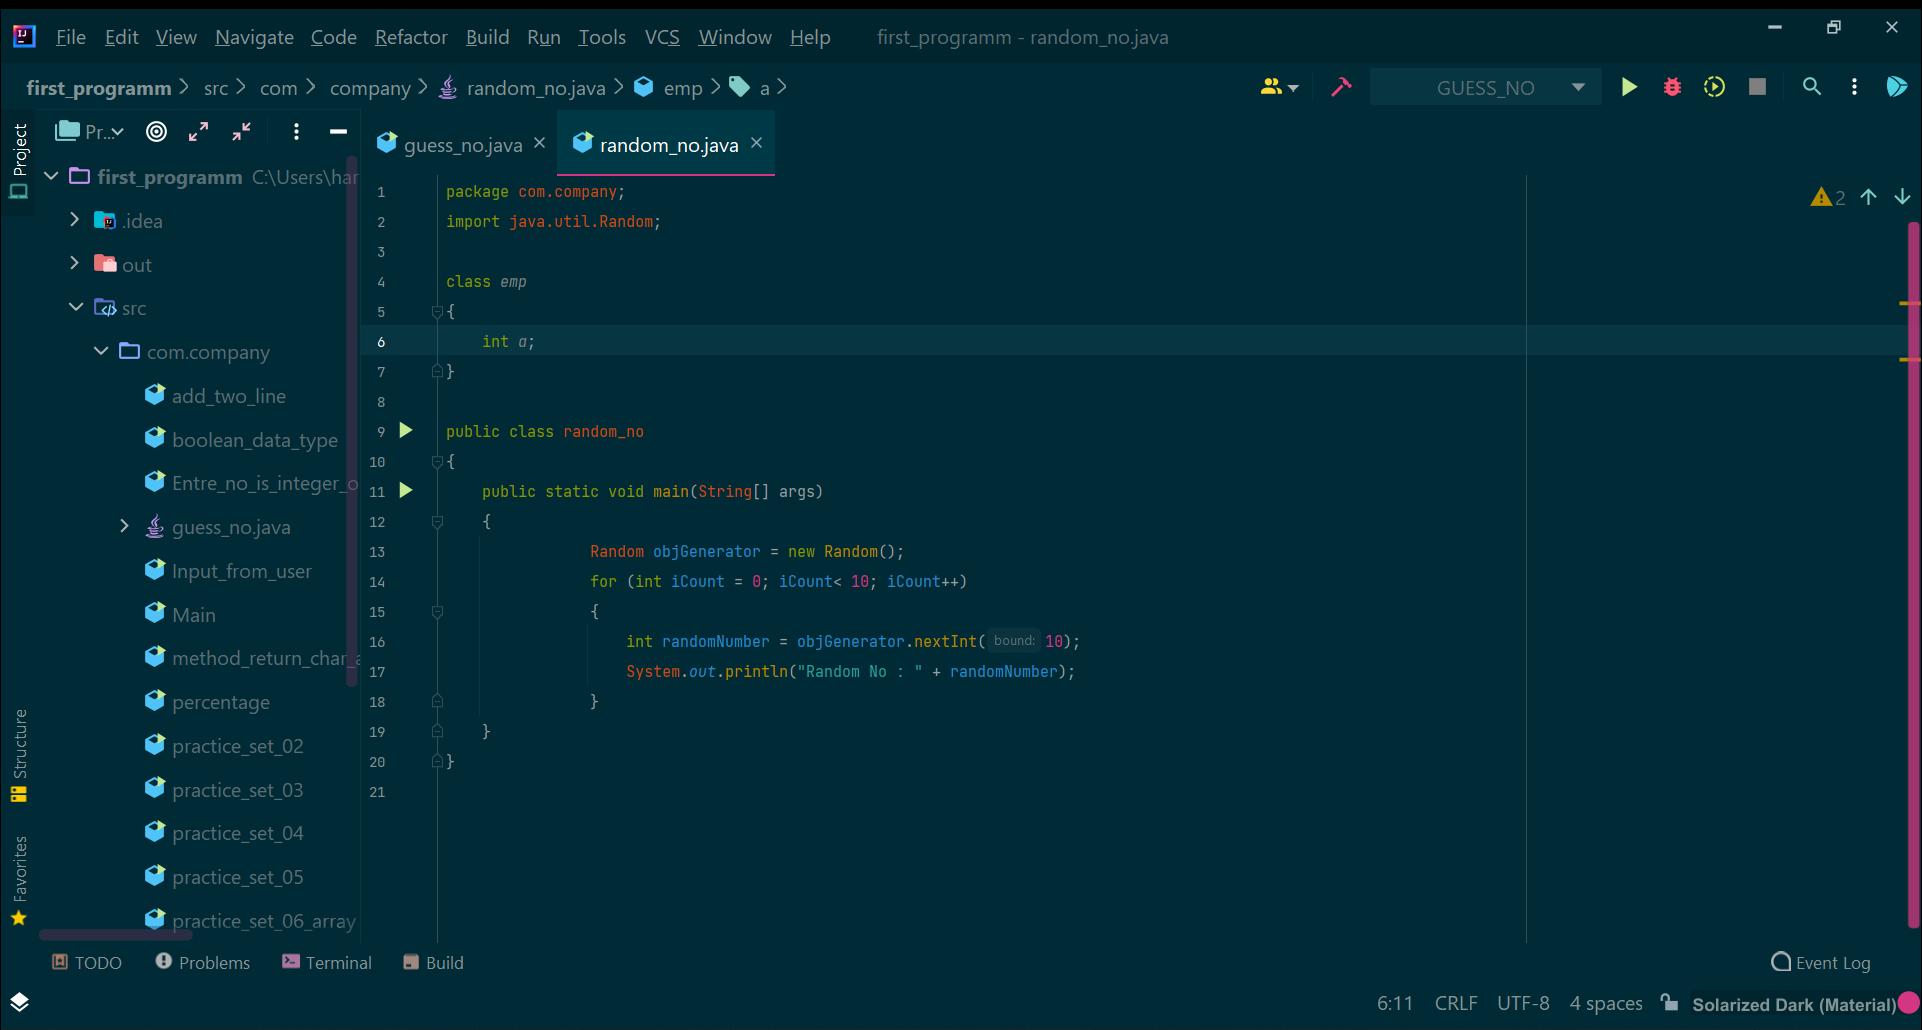 File Edit View Navigate Code Refactor Build Run Tools VCS Window Help first_programm - random_no.java
first_programm src com company random_no.java emp a GUESS_NO
Project
Pr...
first_programm C:\Users\har
.idea
out
src
com.company
add_two_line
boolean_data_type
Entre_no_is_integer_o
guess_no.java
Input_from_user
Main
method_return_char_a
percentage
practice_set_02
practice_set_03
practice_set_04
practice_set_05
practice_set_06_array
Structure
Favorites
guess_no.java random_no.java
2
1 package com.company;
2 import java.util.Random;
3
4 class emp
5 {
6 int a;
7 }
8
9 public class random_no
10 {
11 public static void main(String[] args)
12 {
13 Random objGenerator = new Random();
14 for (int iCount = 0; iCount< 10; iCount++)
15 {
16 int randomNumber = objGenerator.nextInt( bound: 10);
17 System.out.println("Random No : " + randomNumber);
18 }
19 }
20 }
21
TODO Problems Terminal Build Event Log
6:11 CRLF UTF-8 4 spaces Solarized Dark (Material)